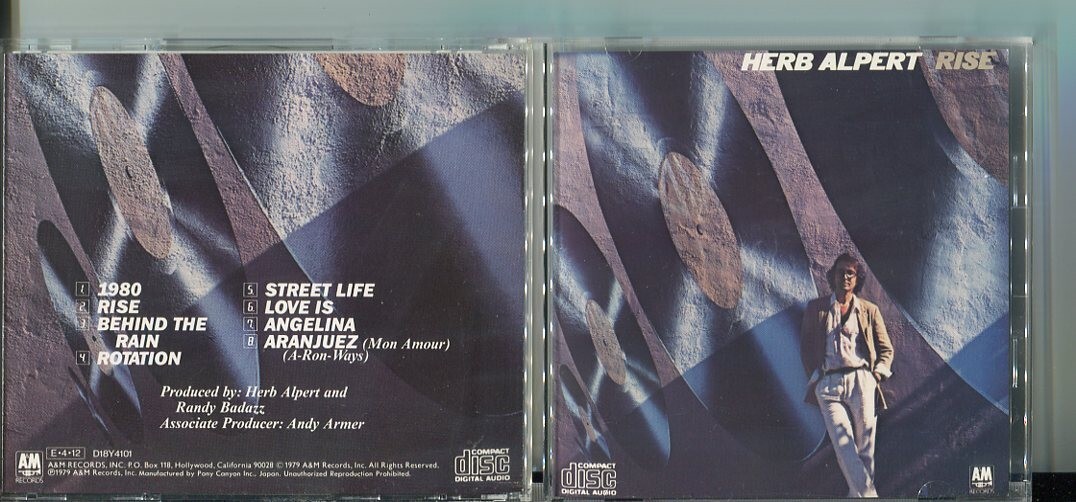 1 1980
2 RISE
3 BEHIND THE
RAIN
4 ROTATION
5 STREET LIFE
6 LOVE IS
7 ANGELINA
8 ARANJUEZ (Mon Amour)
(A-Ron-Ways)
Produced by: Herb Alpert and
Randy Badazz
Associate Producer: Andy Armer
E•4•12 D18Y4101
A&M RECORDS, INC. P.O. Box 118, Hollywood, California 90028 © 1979 A&M Records, Inc. All Rights Reserved.
℗1979 A&M Records, Inc. Manufactured by Pony Canyon Inc., Japan. Unauthorized Reproduction Prohibited.
A&M
RECORDS
COMPACT
disc
DIGITAL AUDIO
HERB ALPERT RISE
COMPACT
disc
DIGITAL AUDIO
A&M
RECORDS